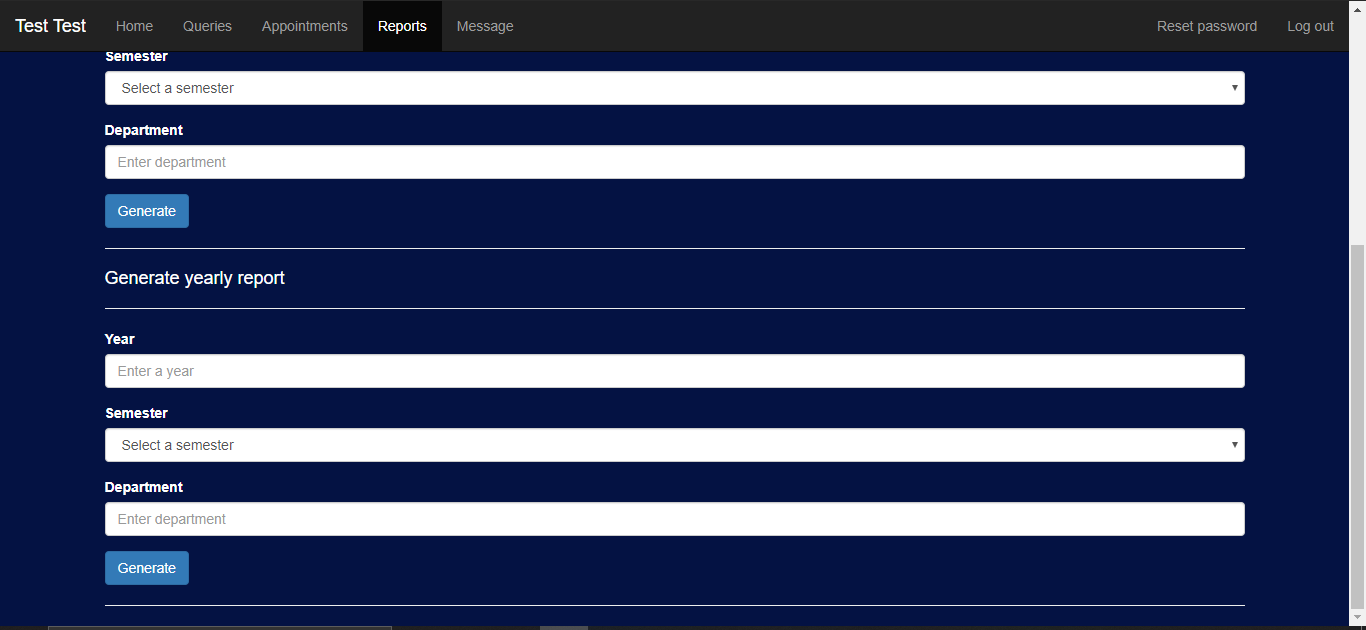 Test Test Home Queries Appointments Reports Message Reset password Log out
Semester
Select a semester
Department
Enter department
Generate
Generate yearly report
Year
Enter a year
Semester
Select a semester
Department
Enter department
Generate